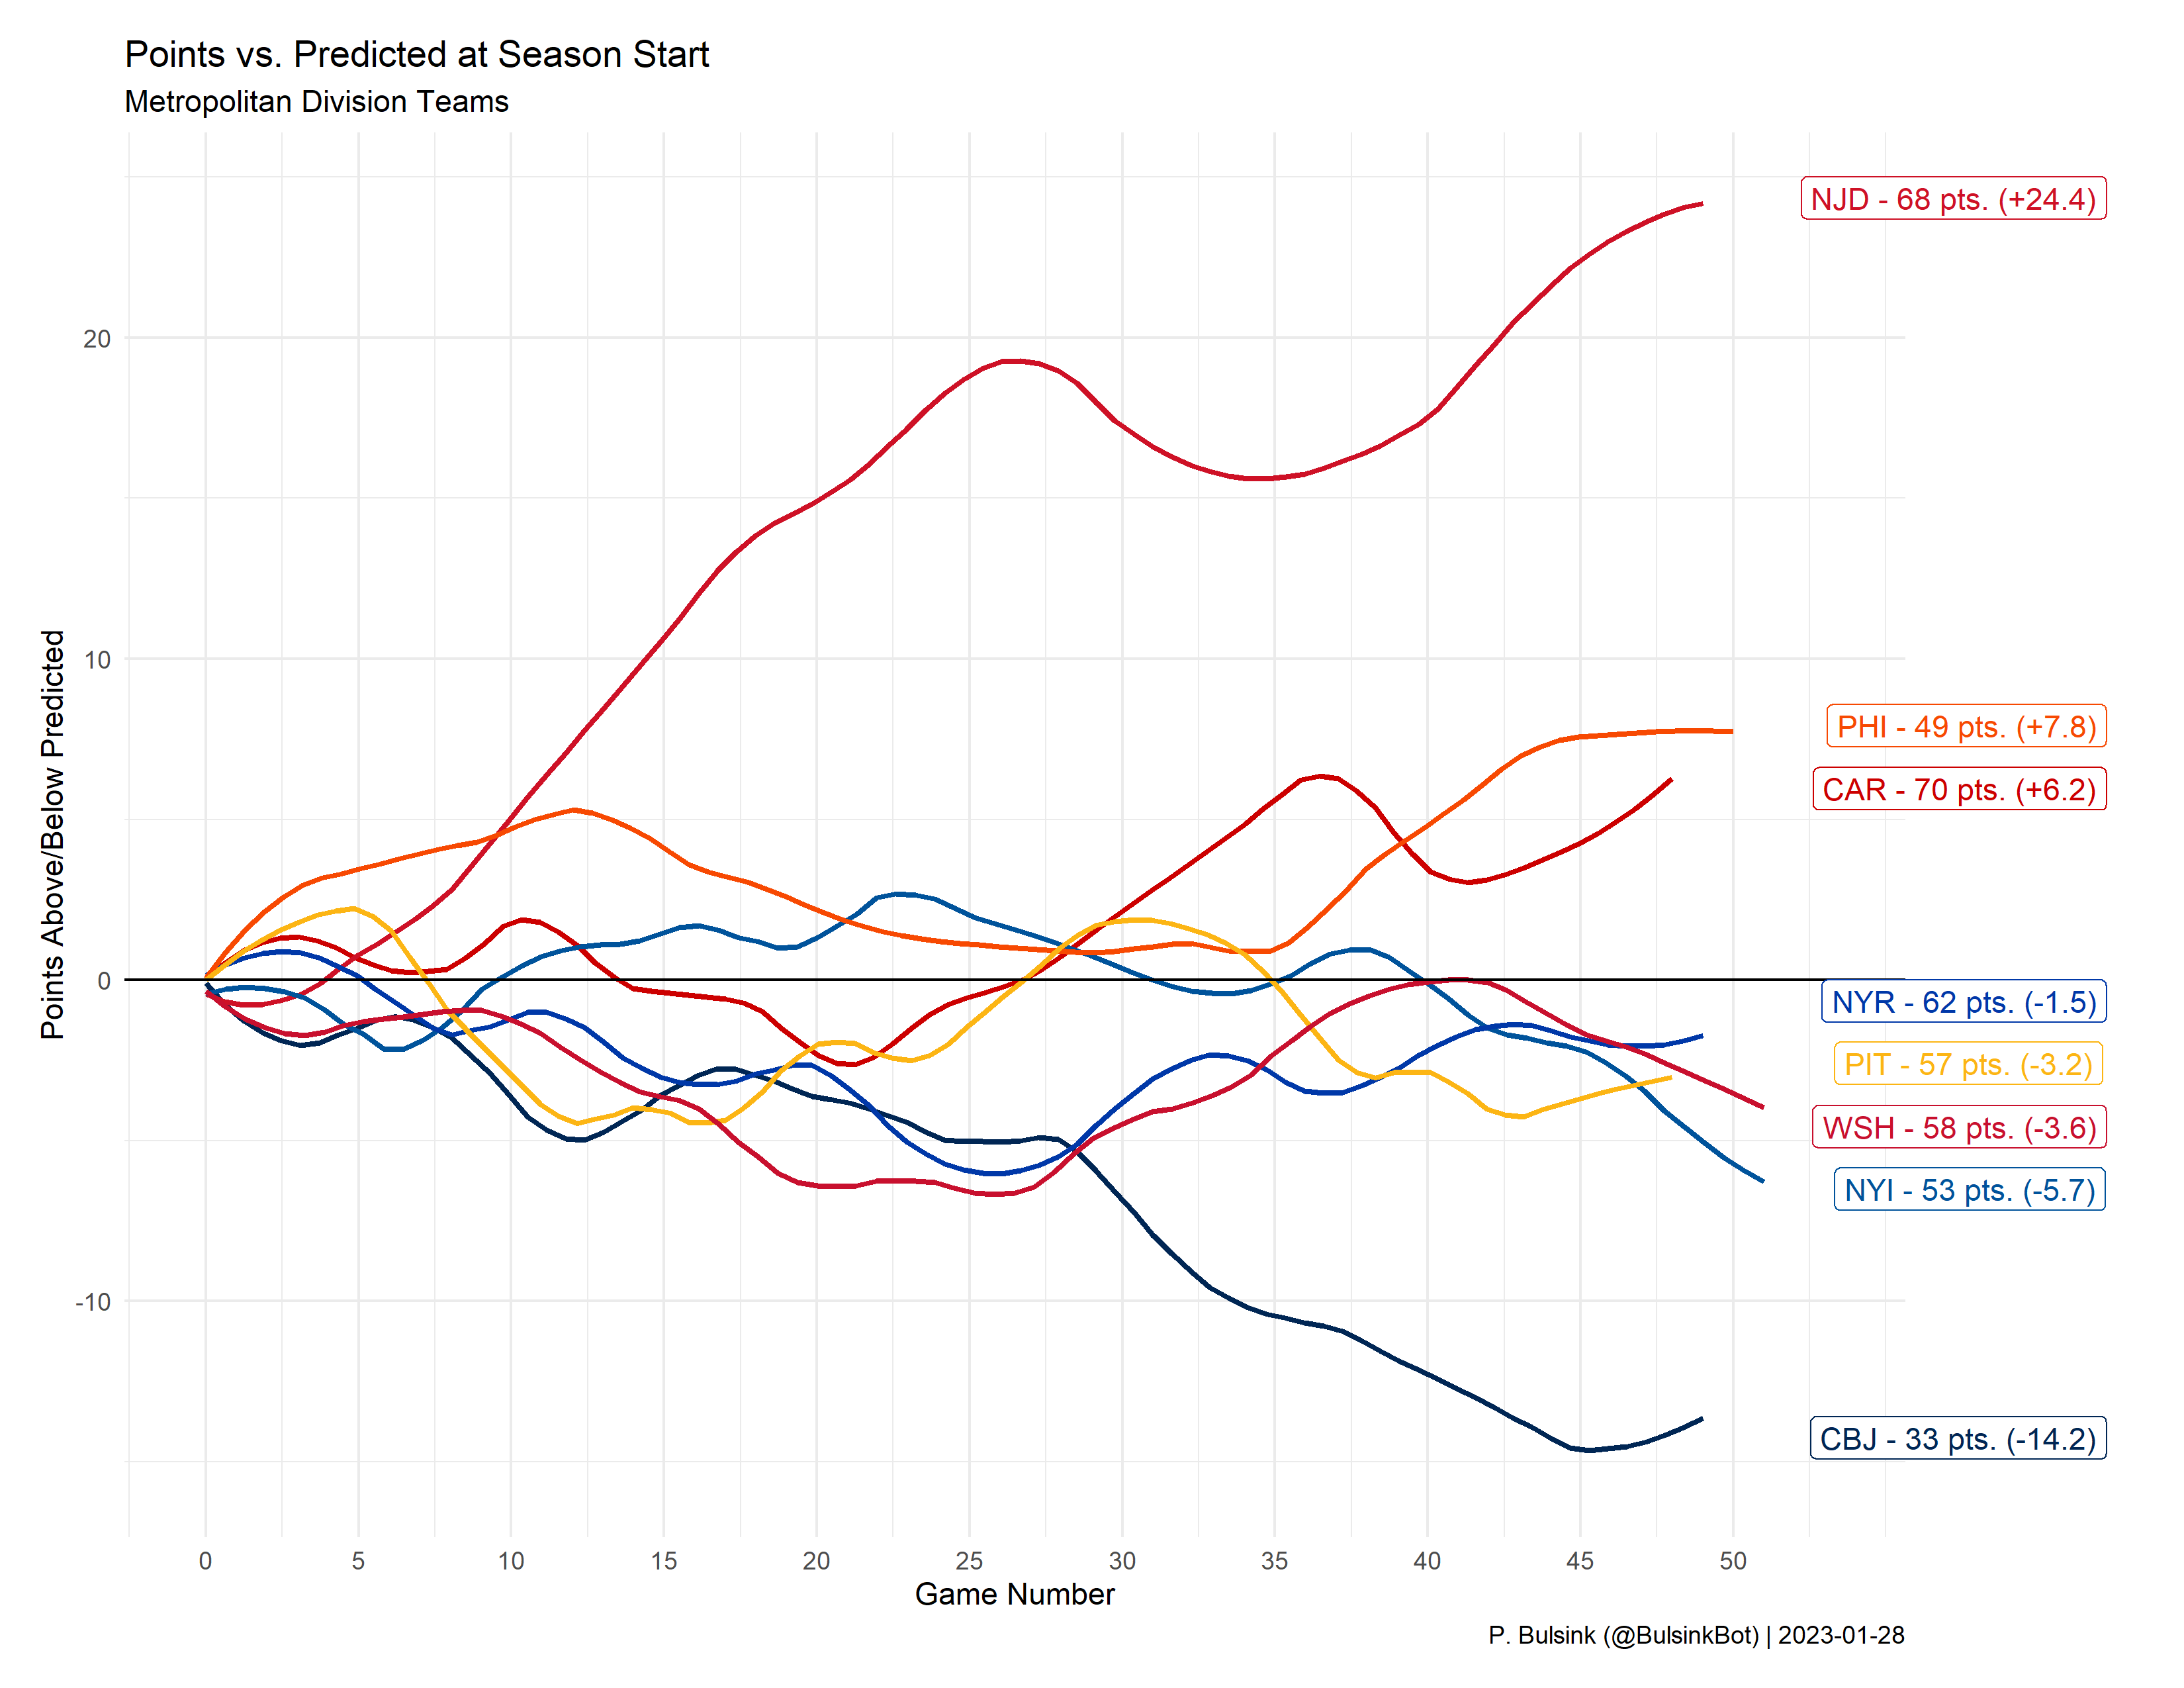 Points vs. Predicted at Season Start
Metropolitan Division Teams
Points Above/Below Predicted
20
10
0
-10
NJD - 68 pts. (+24.4)
PHI - 49 pts. (+7.8)
CAR - 70 pts. (+6.2)
NYR - 62 pts. (-1.5)
PIT - 57 pts. (-3.2)
WSH - 58 pts. (-3.6)
NYI - 53 pts. (-5.7)
CBJ - 33 pts. (-14.2)
0 5 10 15 20 25 30 35 40 45 50
Game Number
P. Bulsink (@BulsinkBot) | 2023-01-28